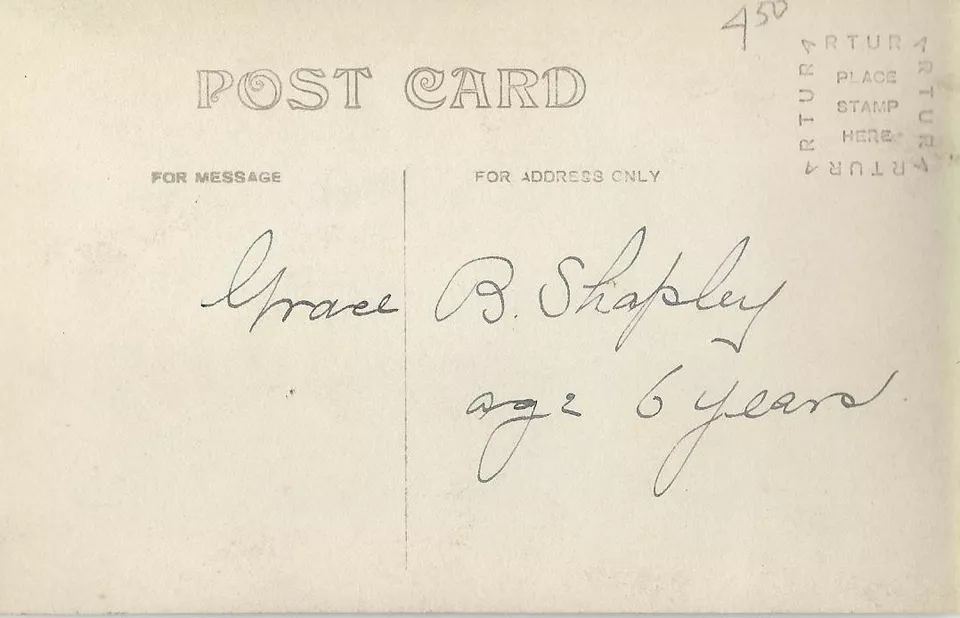 4 50
POST CARD
ARTURA
ARTURA
ARTURA
ARTURA
PLACE
STAMP
HERE
FOR MESSAGE
FOR ADDRESS ONLY
Grace B. Shapley
age 6 years